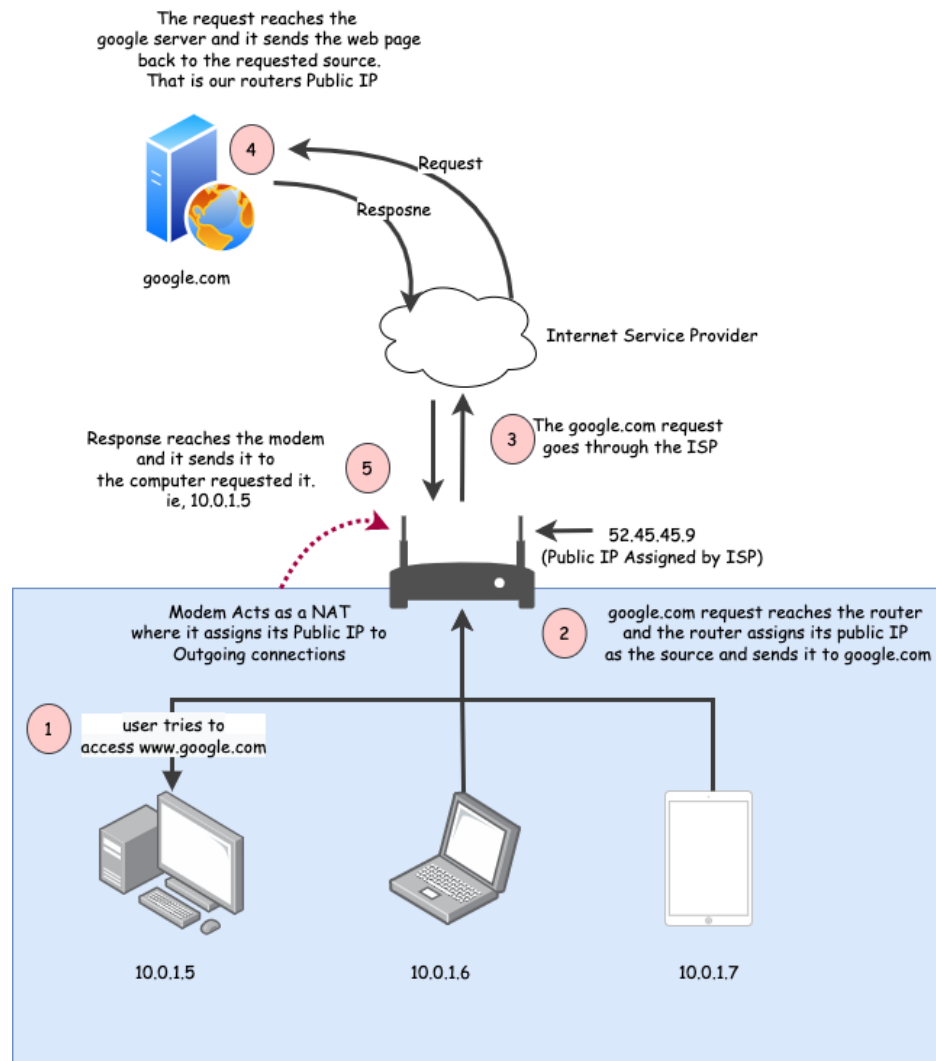 The request reaches the
google server and it sends the web page
back to the requested source.
That is our routers Public IP
4
Request
Resposne
google.com
Internet Service Provider
3
The google.com request
goes through the ISP
Response reaches the modem
and it sends it to
the computer requested it.
ie, 10.0.1.5
5
52.45.45.9
(Public IP Assigned by ISP)
Modem Acts as a NAT
where it assigns its Public IP to
Outgoing connections
2
google.com request reaches the router
and the router assigns its public IP
as the source and sends it to google.com
1
user tries to
access www.google.com
10.0.1.5
10.0.1.6
10.0.1.7